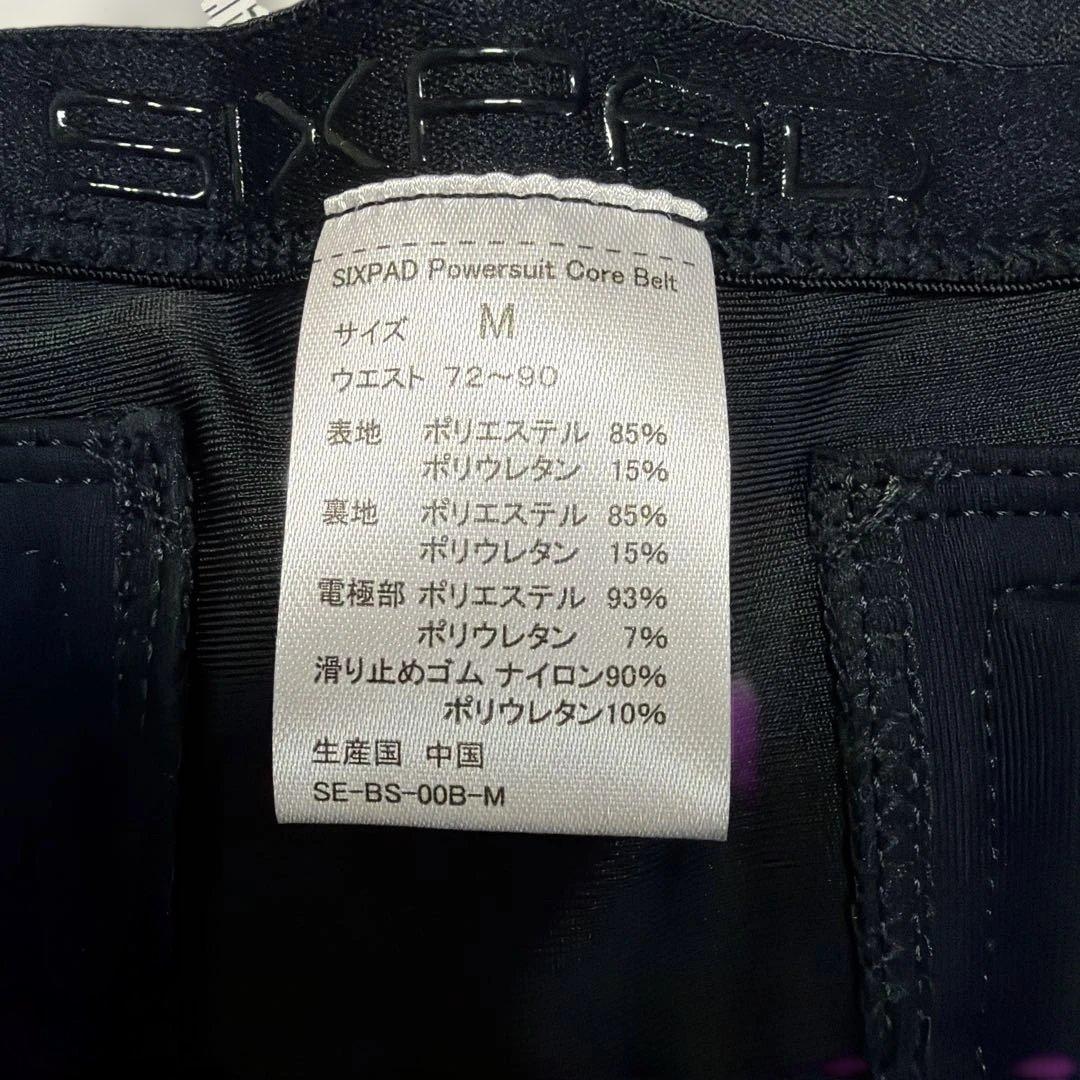 SIXPAD
SIXPAD Powersuit Core Belt
サイズ M
ウエスト 72～90
表地 ポリエステル 85%
ポリウレタン 15%
裏地 ポリエステル 85%
ポリウレタン 15%
電極部 ポリエステル 93%
ポリウレタン 7%
滑り止めゴム ナイロン90%
ポリウレタン10%
生産国 中国
SE-BS-00B-M